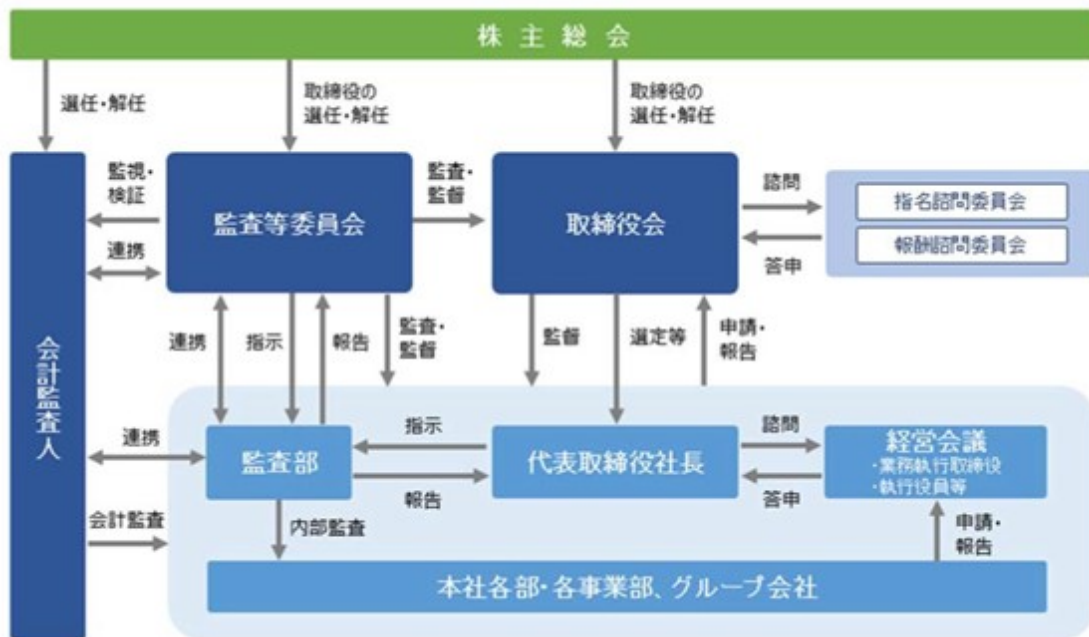 株主総会
選任・解任
取締役の
選任・解任
取締役の
選任・解任
監視・
検証
監査等委員会
監査・
監督
取締役会
諮問
指名諮問委員会
報酬諮問委員会
答申
連携
会計監査人
連携
指示
報告
監査・
監督
監督
選定等
申請・
報告
連携
監査部
指示
報告
代表取締役社長
諮問
答申
経営会議
・業務執行取締役
・執行役員等
会計監査
内部監査
申請・
報告
本社各部・各事業部、グループ会社